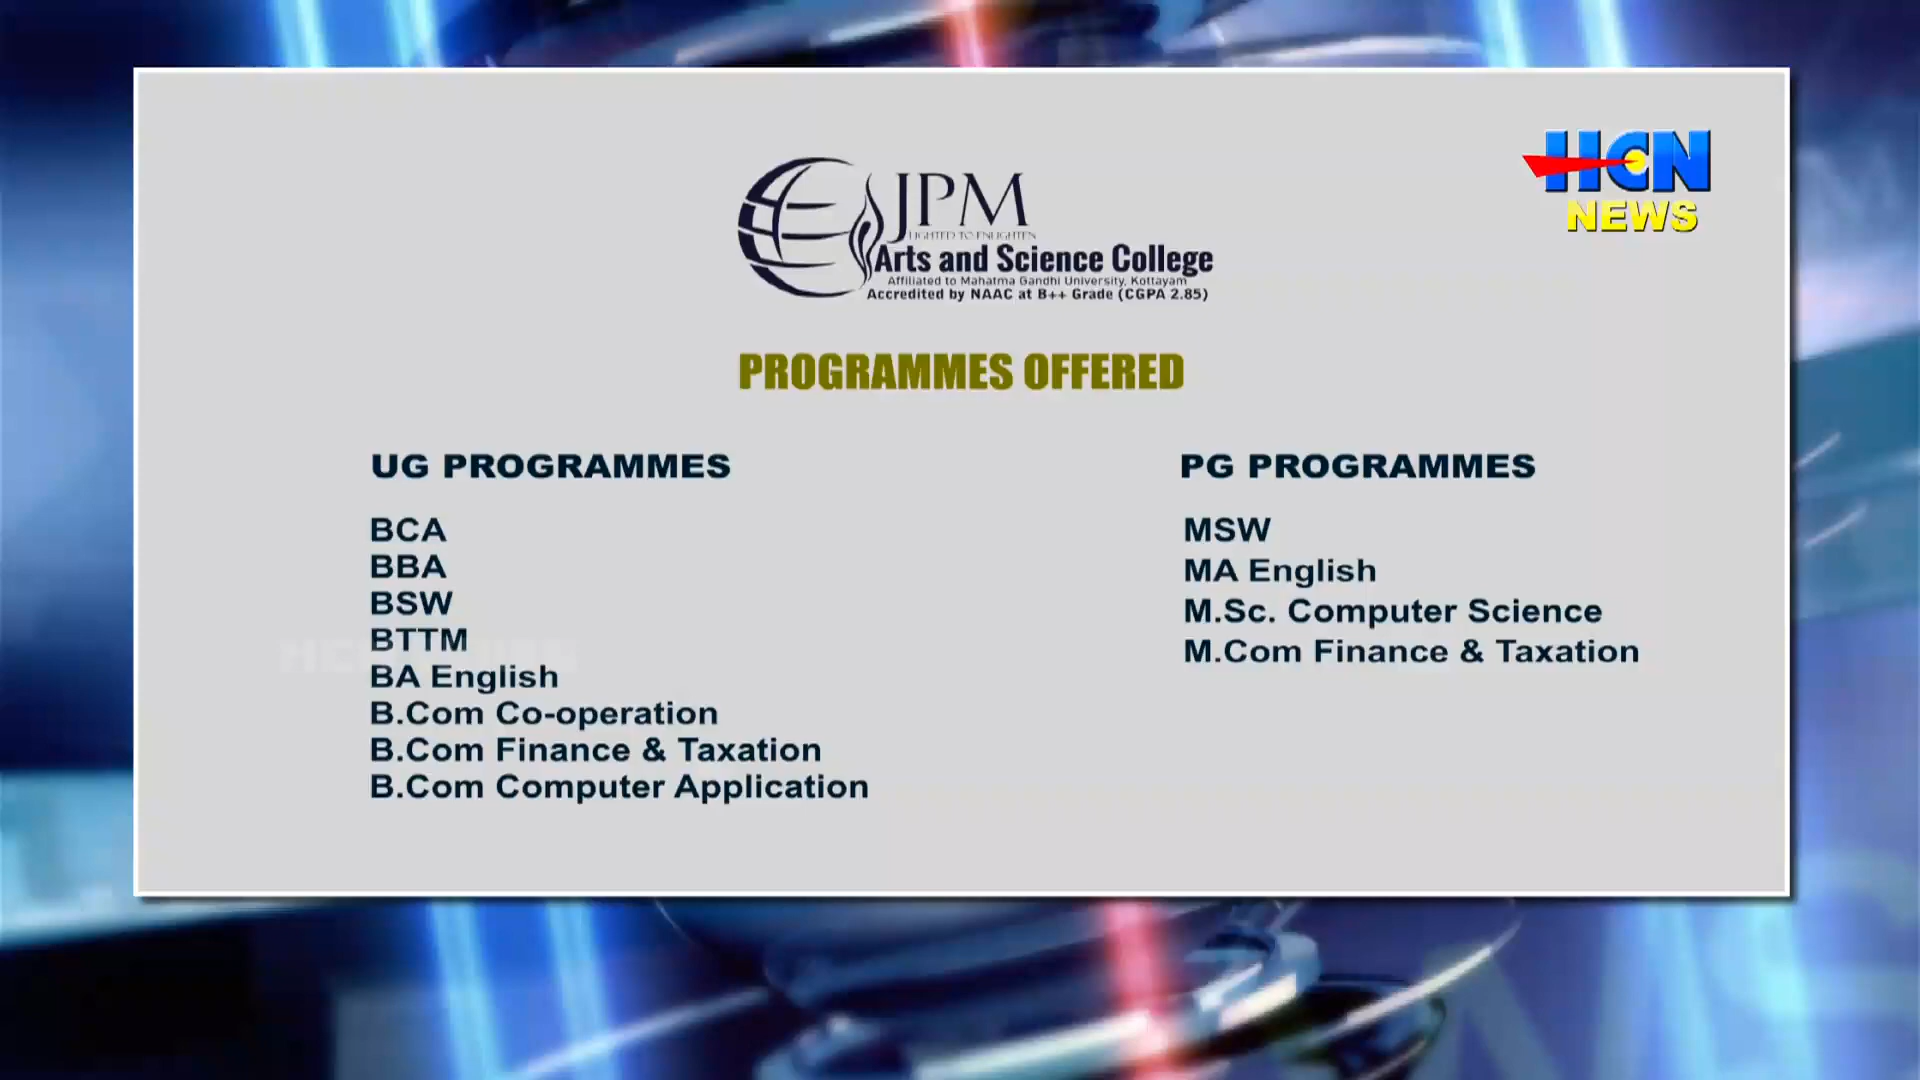 HCN
NEWS
JPM
LIGHTED TO ENLIGHTEN
Arts and Science College
Affiliated to Mahatma Gandhi University, Kottayam
Accredited by NAAC at B++ Grade (CGPA 2.85)
PROGRAMMES OFFERED
UG PROGRAMMES
BCA
BBA
BSW
BTTM
BA English
B.Com Co-operation
B.Com Finance & Taxation
B.Com Computer Application
PG PROGRAMMES
MSW
MA English
M.Sc. Computer Science
M.Com Finance & Taxation